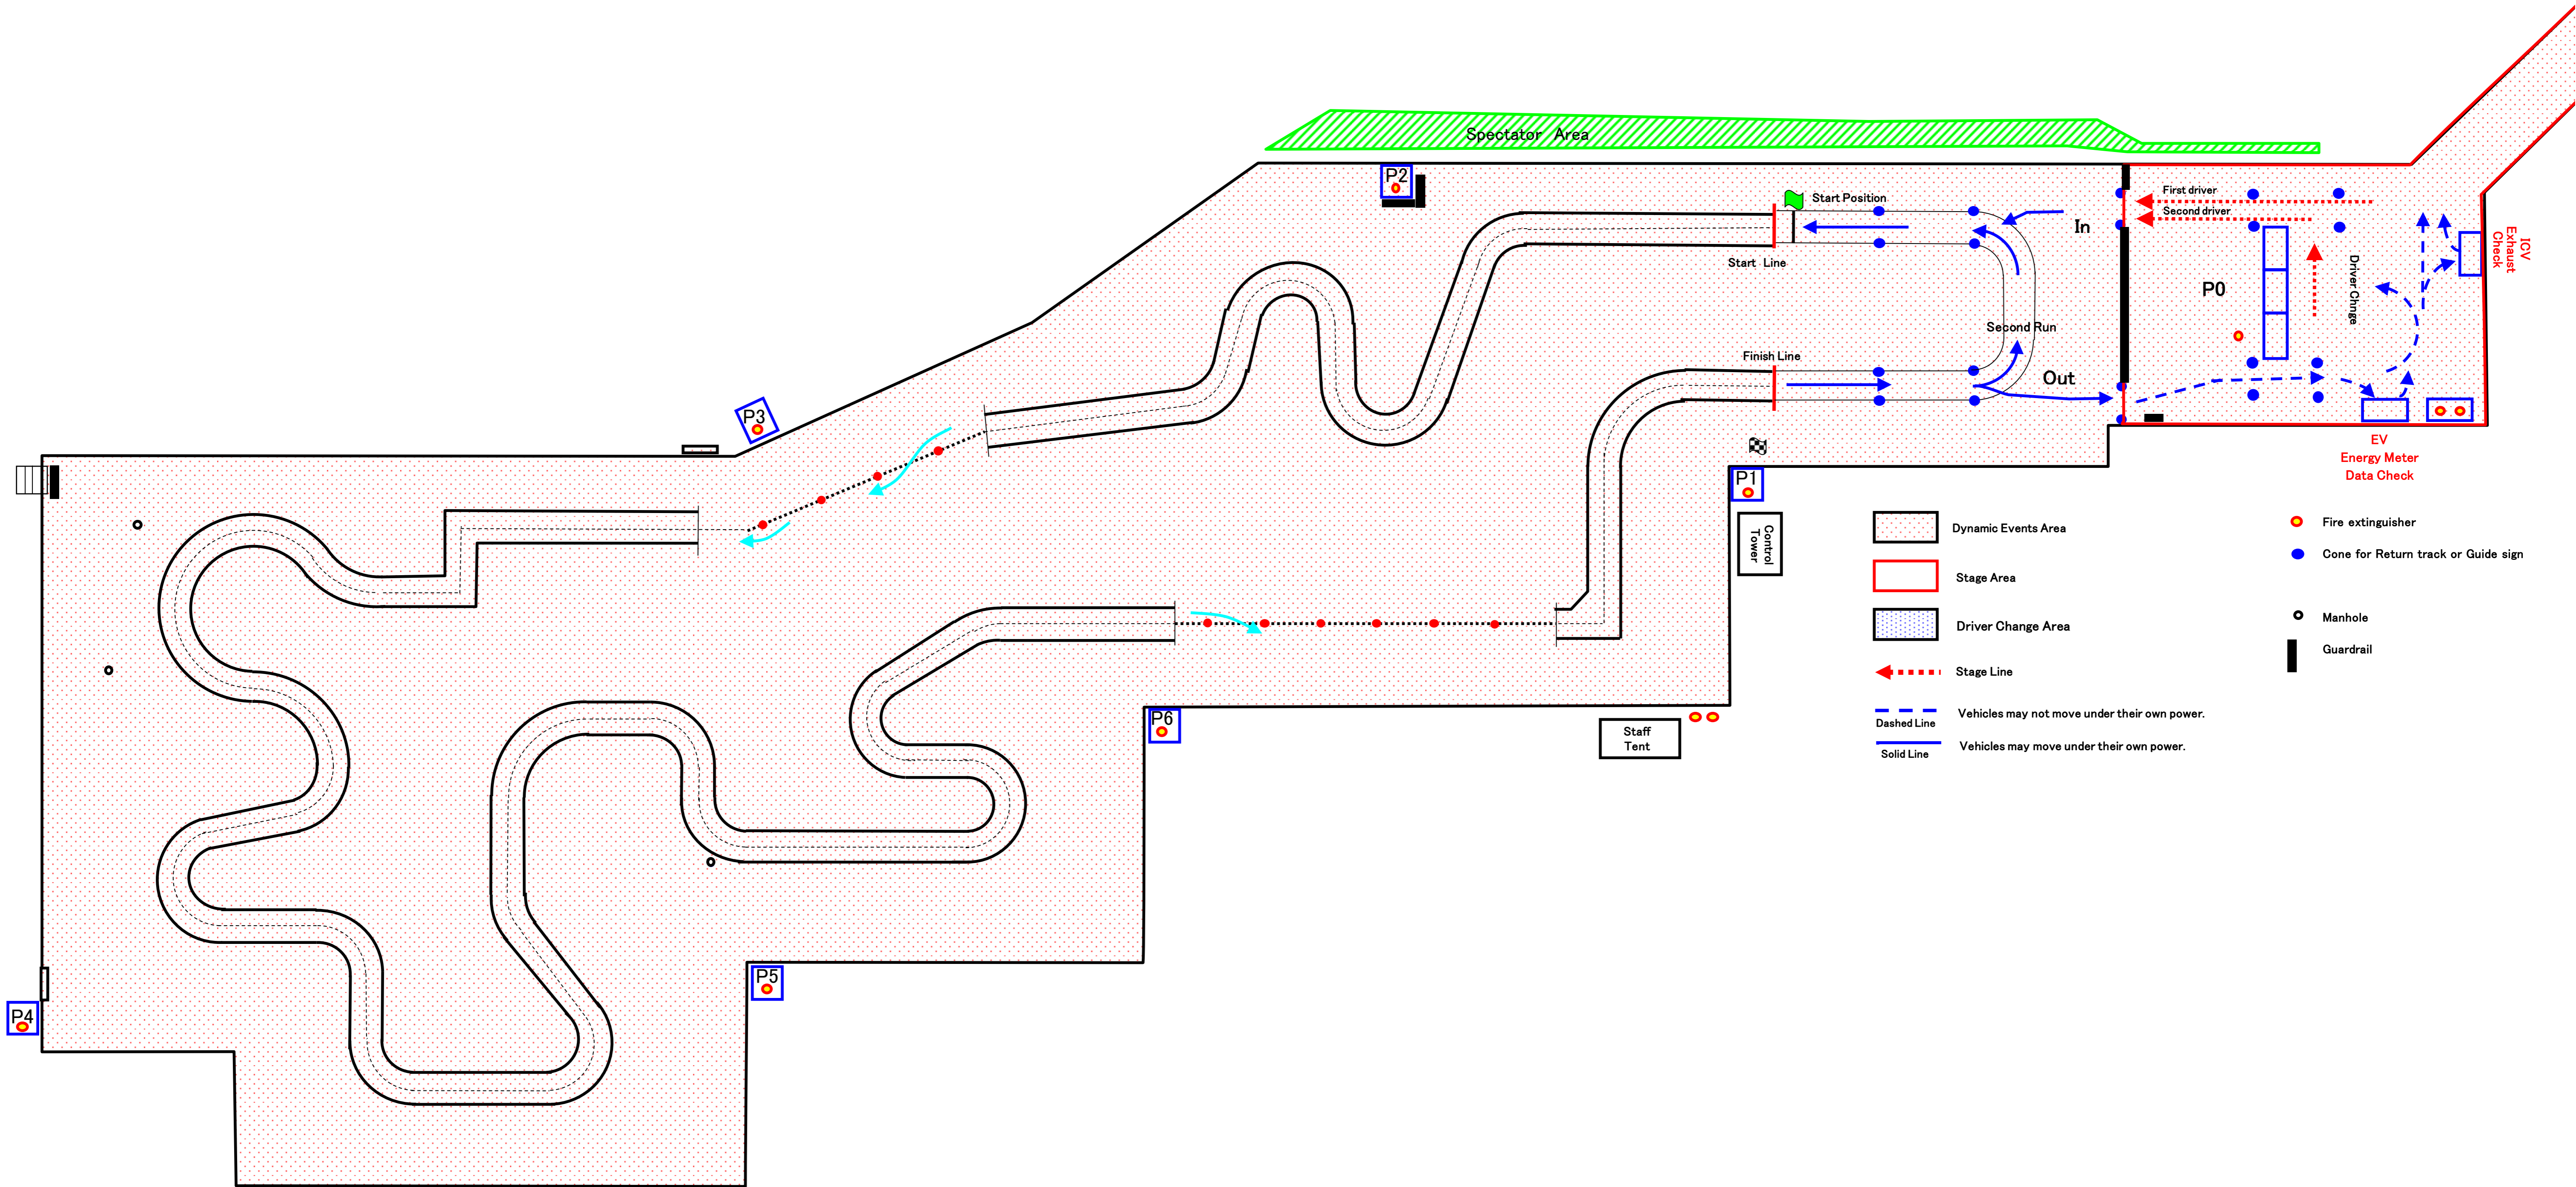 Spectator Area
P2
First driver
Second driver
Start Position
In
Start Line
ICV
Exhaust
Check
Driver Chnge
P0
Second Run
Finish Line
Out
P3
EV
Energy Meter
Data Check
P1
Control
Tower
Dynamic Events Area
Stage Area
Driver Change Area
Stage Line
Dashed Line
Vehicles may not move under their own power.
Solid Line
Vehicles may move under their own power.
Fire extinguisher
Cone for Return track or Guide sign
Manhole
Guardrail
P6
Staff
Tent
P5
P4